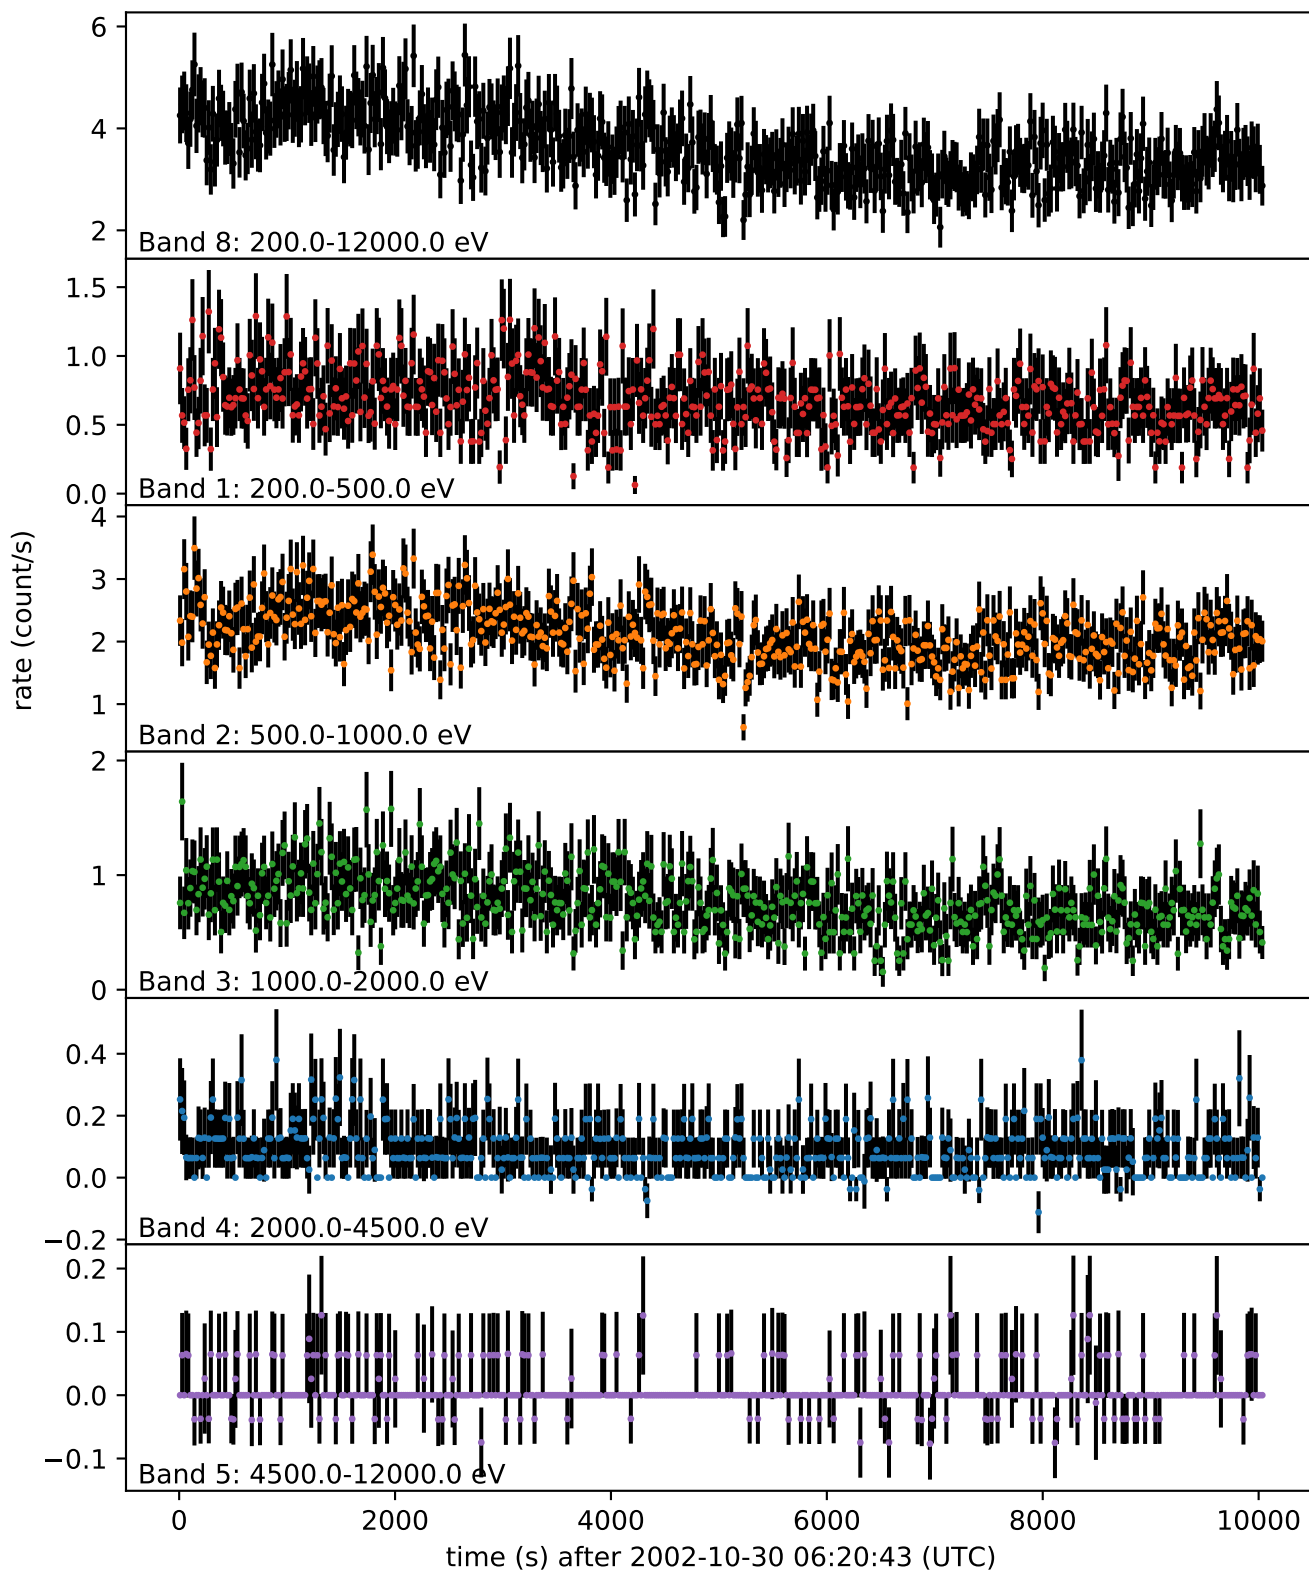 6
4
2
Band 8: 200.0-12000.0 eV
1.5
1.0
0.5
0.0
Band 1: 200.0-500.0 eV
4
3
2
1
Band 2: 500.0-1000.0 eV
rate (count/s)
2
1
0
Band 3: 1000.0-2000.0 eV
0.4
0.2
0.0
−0.2
Band 4: 2000.0-4500.0 eV
0.2
0.1
0.0
−0.1
Band 5: 4500.0-12000.0 eV
0 2000 4000 6000 8000 10000
time (s) after 2002-10-30 06:20:43 (UTC)